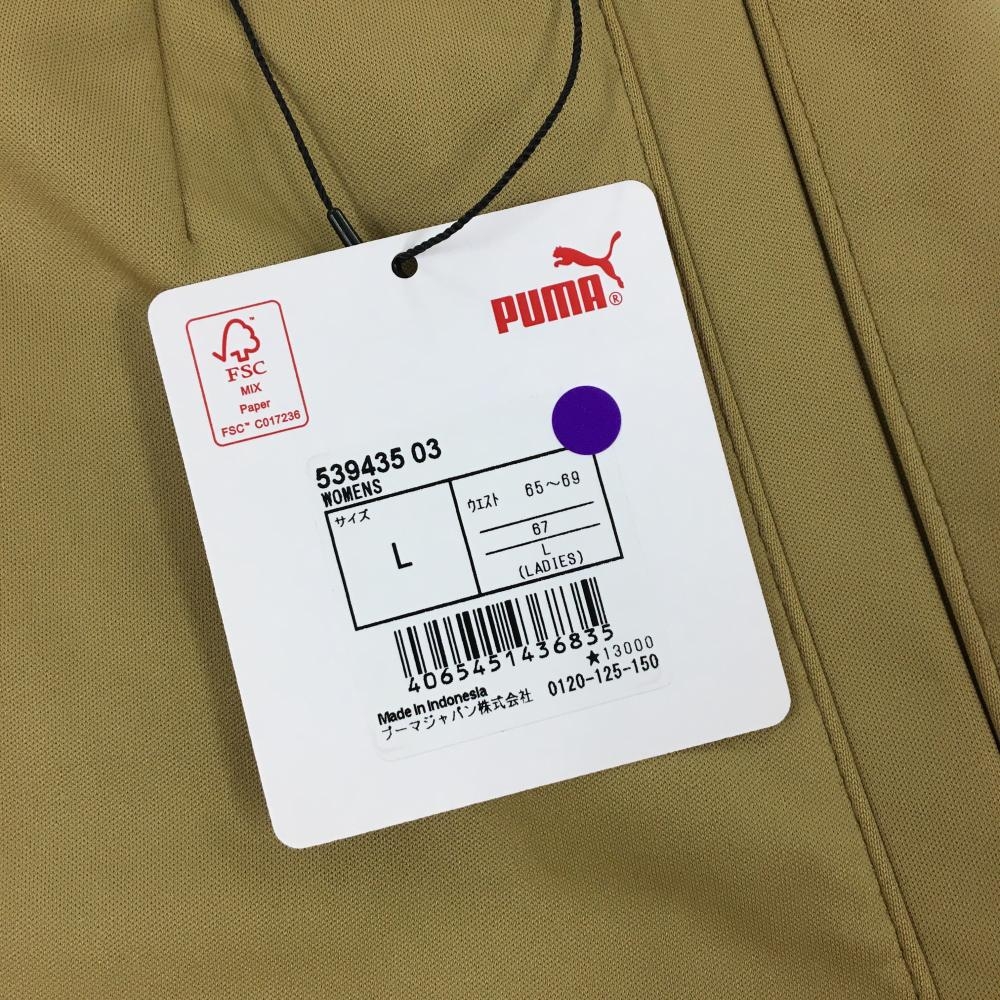 PUMA®
FSC™
MIX
Paper
FSC™ C017236
539435 03
WOMENS
サイズ
L
ウエスト 65～69
67
L
(LADIES)
4065451436835
★13000
Made in Indonesia
プーマジャパン株式会社 0120-125-150